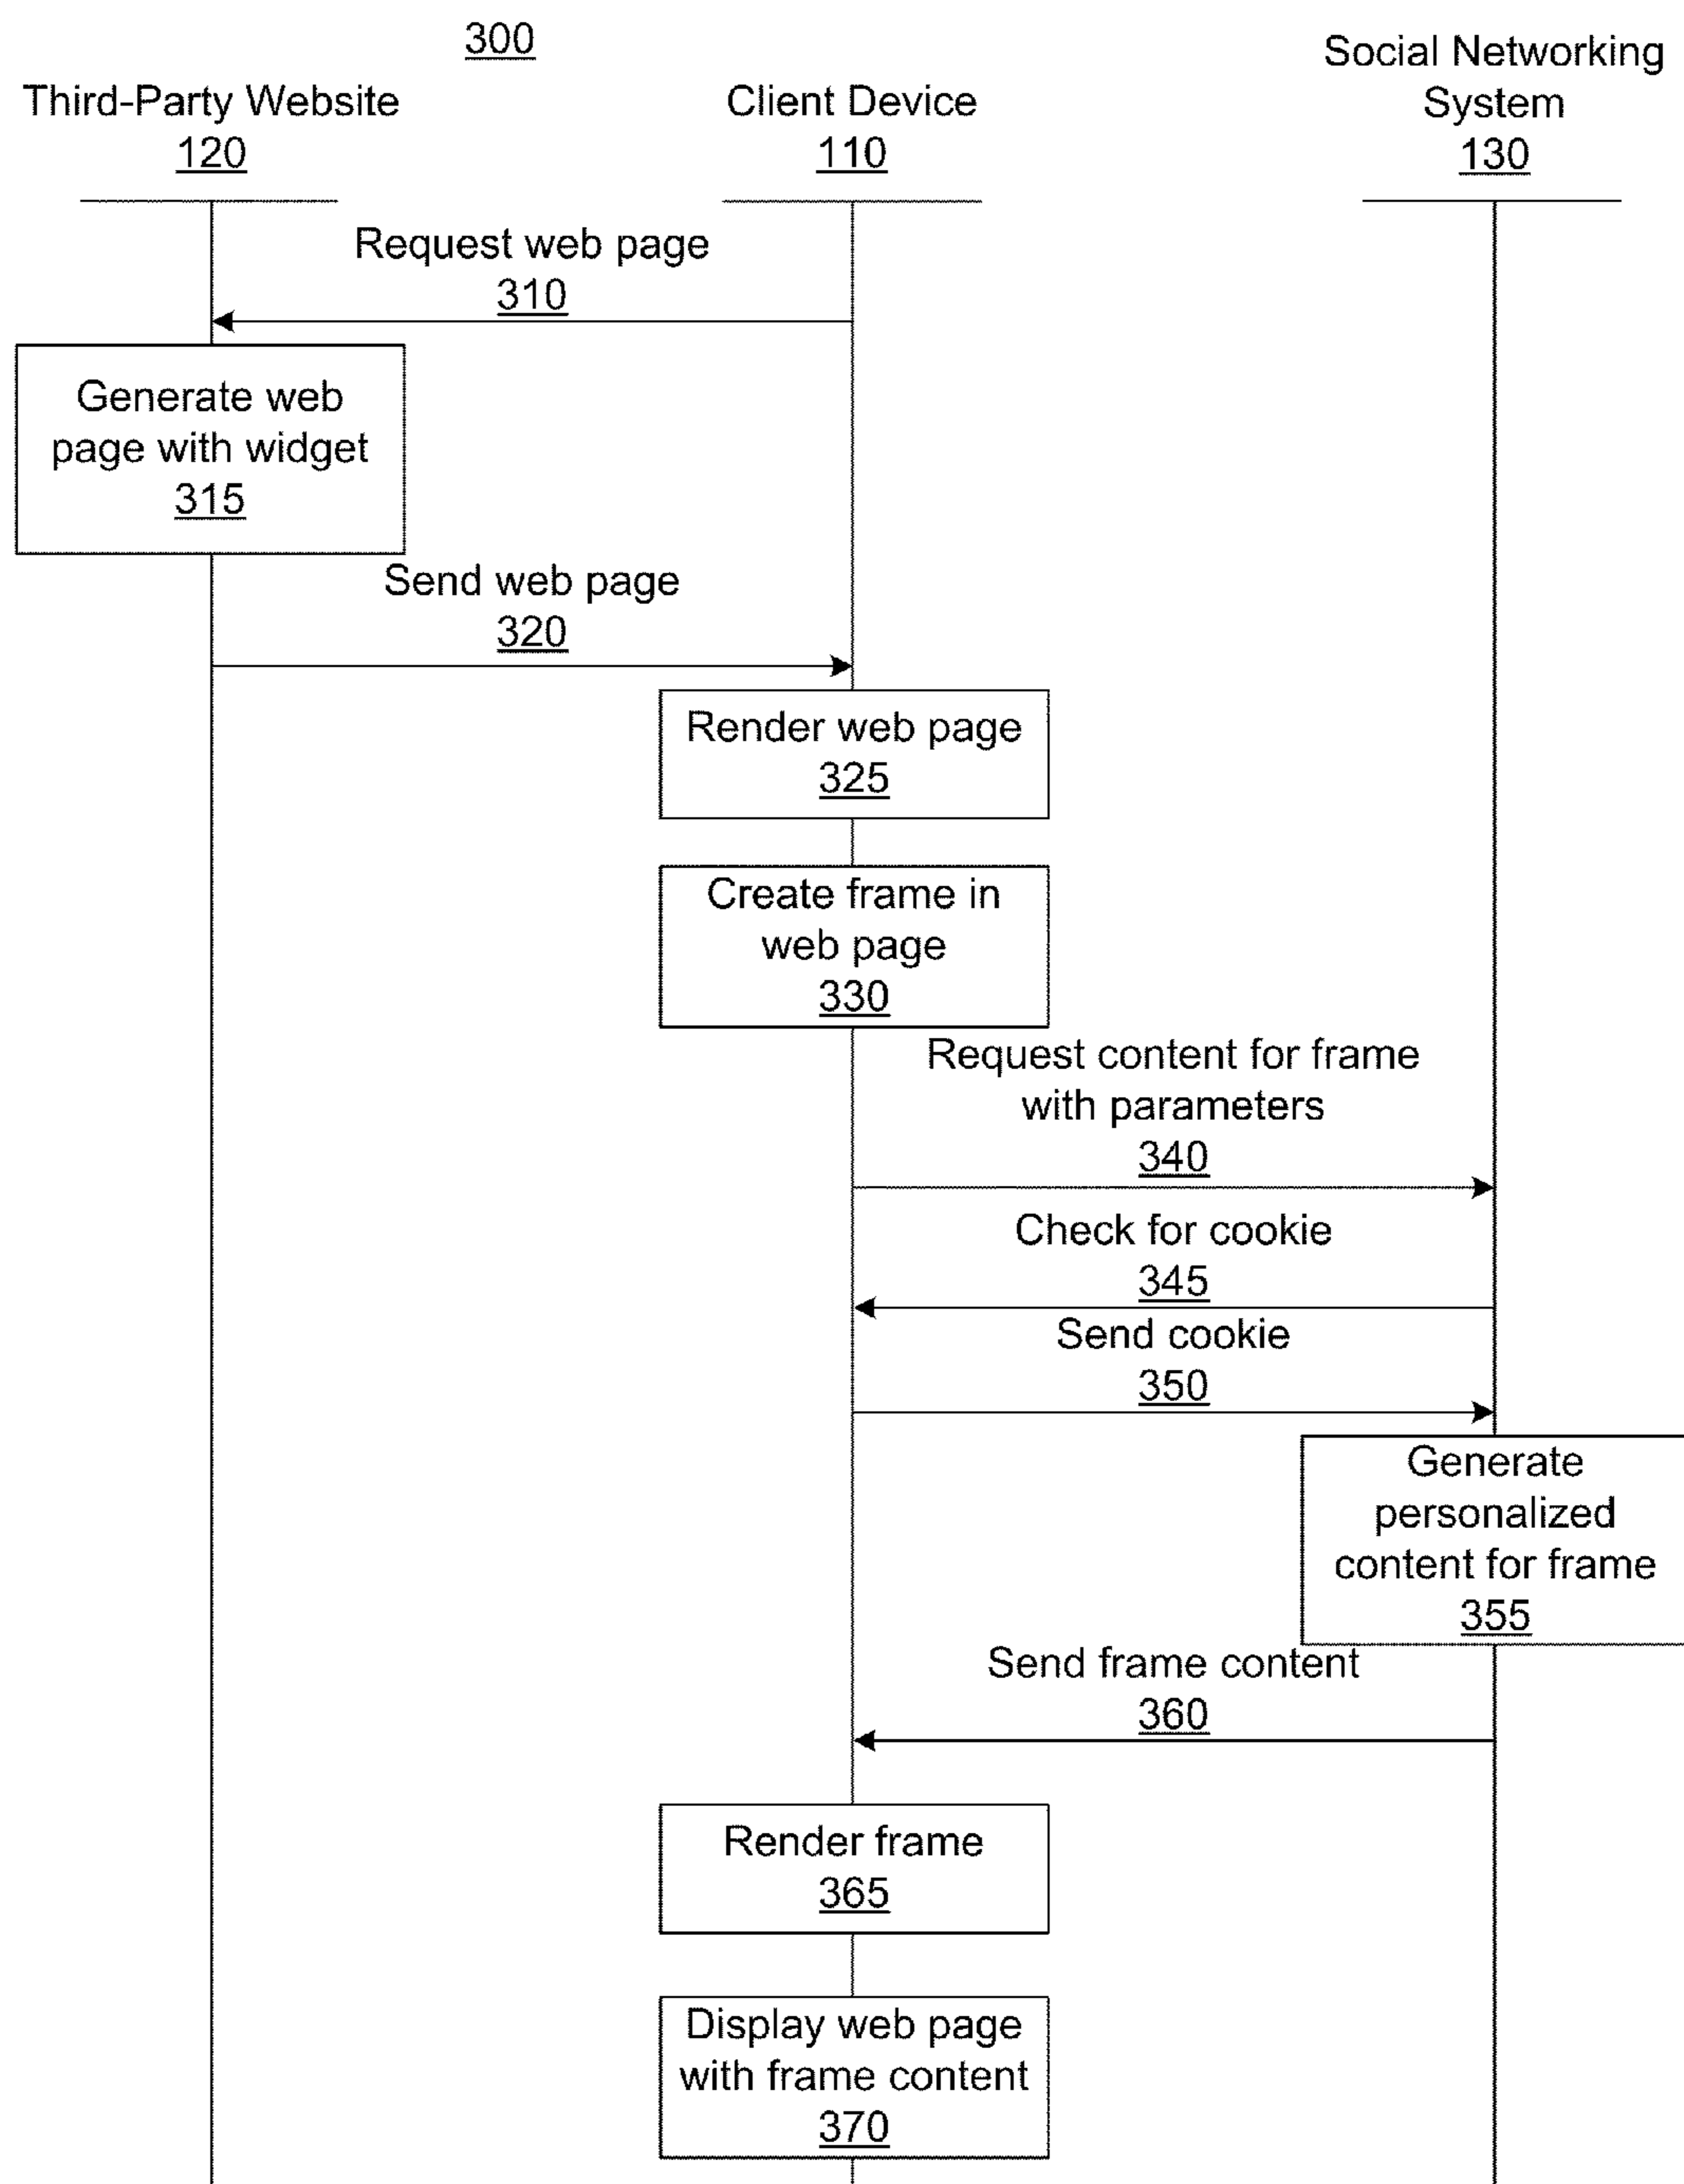 300
Third-Party Website
120
Client Device
110
Social Networking
System
130
Request web page
310
Generate web
page with widget
315
Send web page
320
Render web page
325
Create frame in
web page
330
Request content for frame
with parameters
340
Check for cookie
345
Send cookie
350
Generate
personalized
content for frame
355
Send frame content
360
Render frame
365
Display web page
with frame content
370